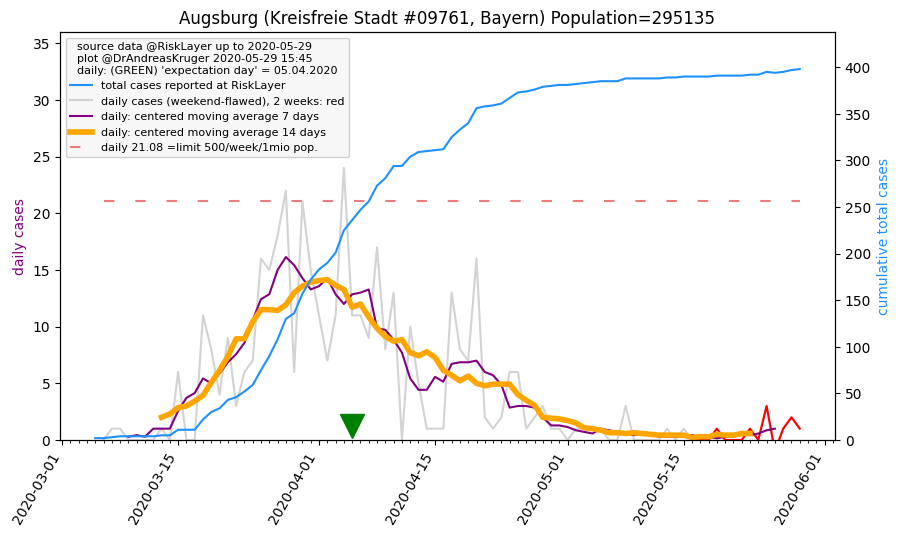 Augsburg (Kreisfreie Stadt #09761, Bayern) Population=295135
source data @RiskLayer up to 2020-05-29
plot @DrAndreasKruger 2020-05-29 15:45
daily: (GREEN) 'expectation day' = 05.04.2020
total cases reported at RiskLayer
daily cases (weekend-flawed), 2 weeks: red
daily: centered moving average 7 days
daily: centered moving average 14 days
daily 21.08 =limit 500/week/1mio pop.
daily cases
35
30
25
20
15
10
5
0
cumulative total cases
400
350
300
250
200
150
100
50
0
2020-03-01
2020-03-15
2020-04-01
2020-04-15
2020-05-01
2020-05-15
2020-06-01